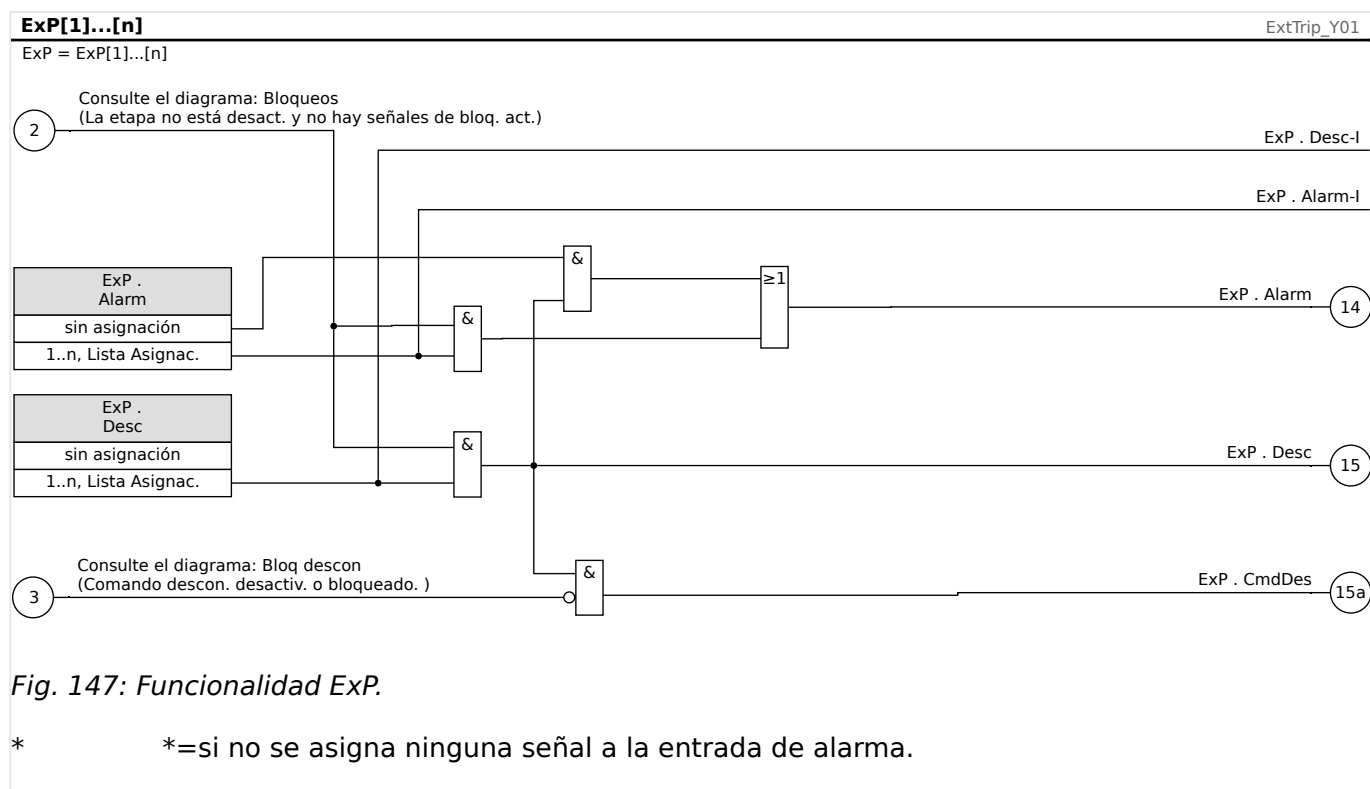 ExP[1]...[n]
ExtTrip_Y01
ExP = ExP[1]...[n]
Consulte el diagrama: Bloqueos
(La etapa no está desact. y no hay señales de bloq. act.)
2
ExP . Desc-I
ExP . Alarm-I
&
ExP .
Alarm
≥1
ExP . Alarm
14
sin asignación
&
1..n, Lista Asignac.
ExP .
Desc
sin asignación
&
ExP . Desc
15
1..n, Lista Asignac.
Consulte el diagrama: Bloq descon
(Comando descon. desactiv. o bloqueado. )
3
&
ExP . CmdDes
15a
Fig. 147: Funcionalidad ExP.
* *=si no se asigna ninguna señal a la entrada de alarma.